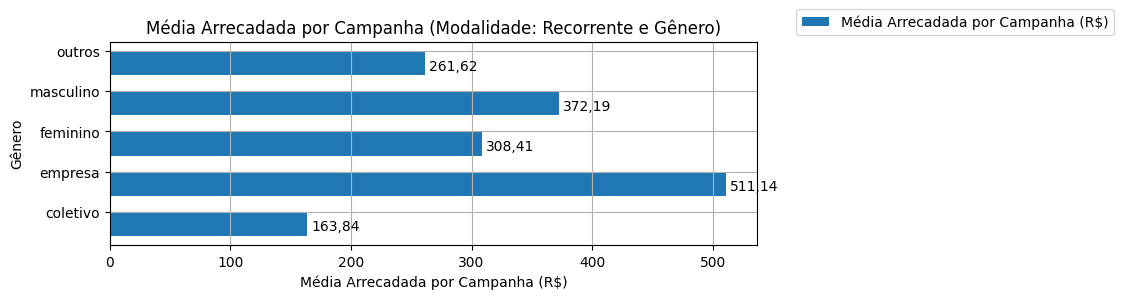 Média Arrecadada por Campanha (Modalidade: Recorrente e Gênero)
Média Arrecadada por Campanha (R$)
Gênero
outros
261,62
masculino
372,19
feminino
308,41
empresa
511,14
coletivo
163,84
0 100 200 300 400 500
Média Arrecadada por Campanha (R$)